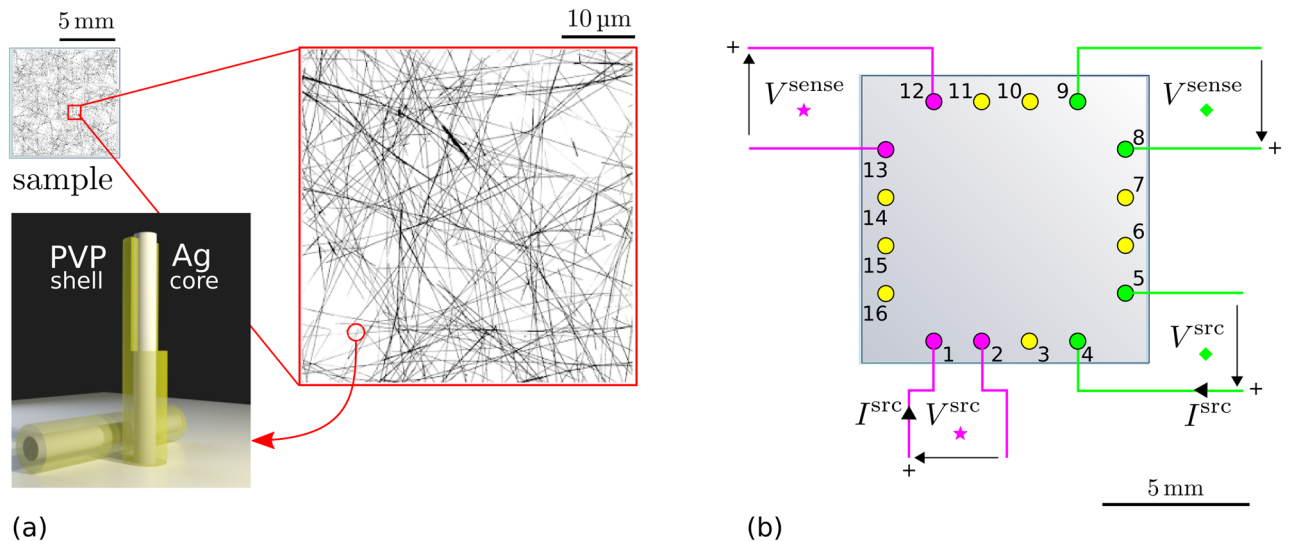 5 mm
10 µm
sample
PVP
shell
Ag
core
(a)
+
V^sense
★
12
11
10
9
V^sense
◆
8
+
13
7
14
6
15
5
16
1
2
3
4
V^src
◆
+
I^src
V^src
★
I^src
+
5 mm
(b)